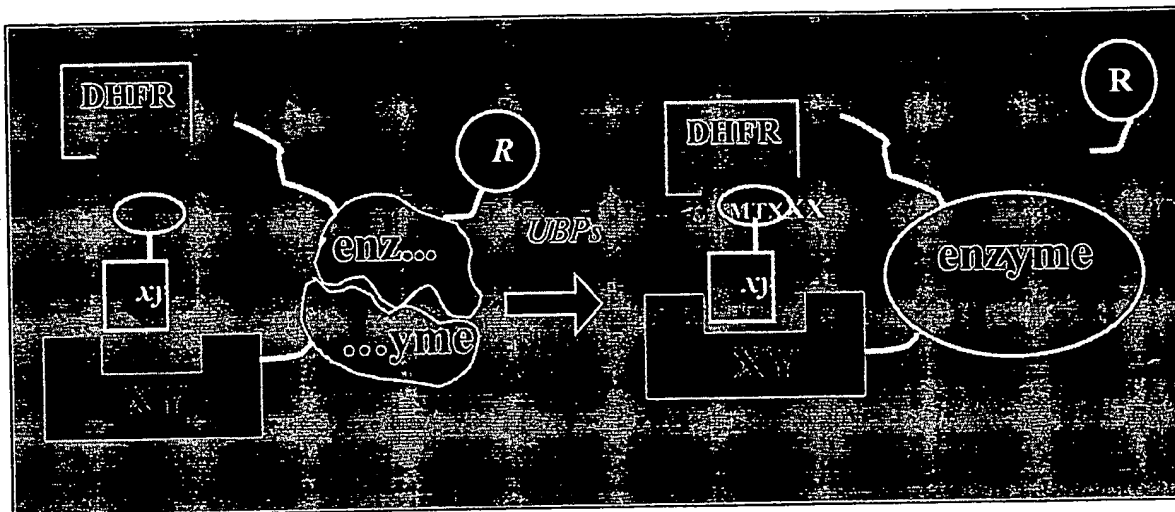 DHFR
R
enz...
...yme
xy
UBPs
R
DHFR
MTXXX
enzyme
xy